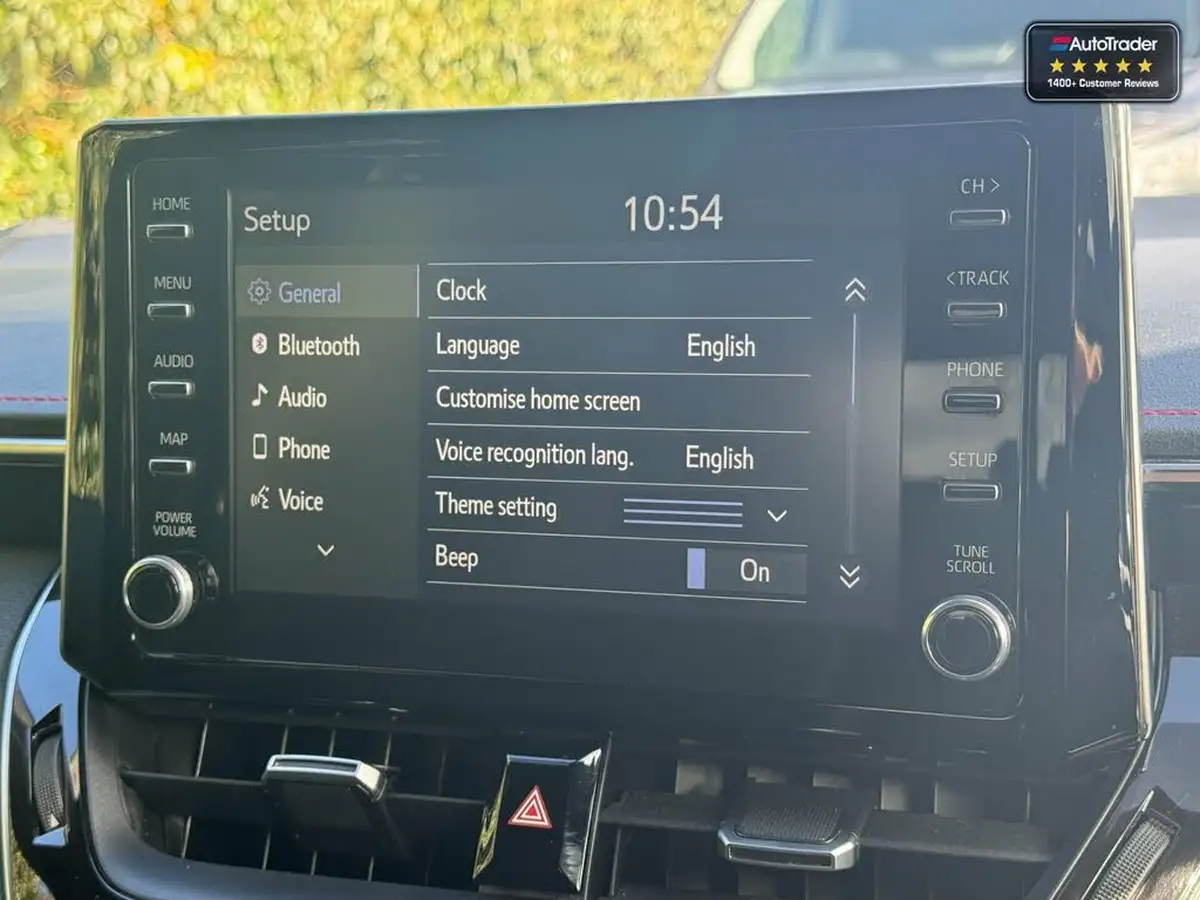 AutoTrader
1400+ Customer Reviews
HOME
MENU
AUDIO
MAP
POWER
VOLUME
Setup
10:54
General
Bluetooth
Audio
Phone
Voice
Clock
Language English
Customise home screen
Voice recognition lang. English
Theme setting
Beep On
CH >
< TRACK
PHONE
SETUP
TUNE
SCROLL